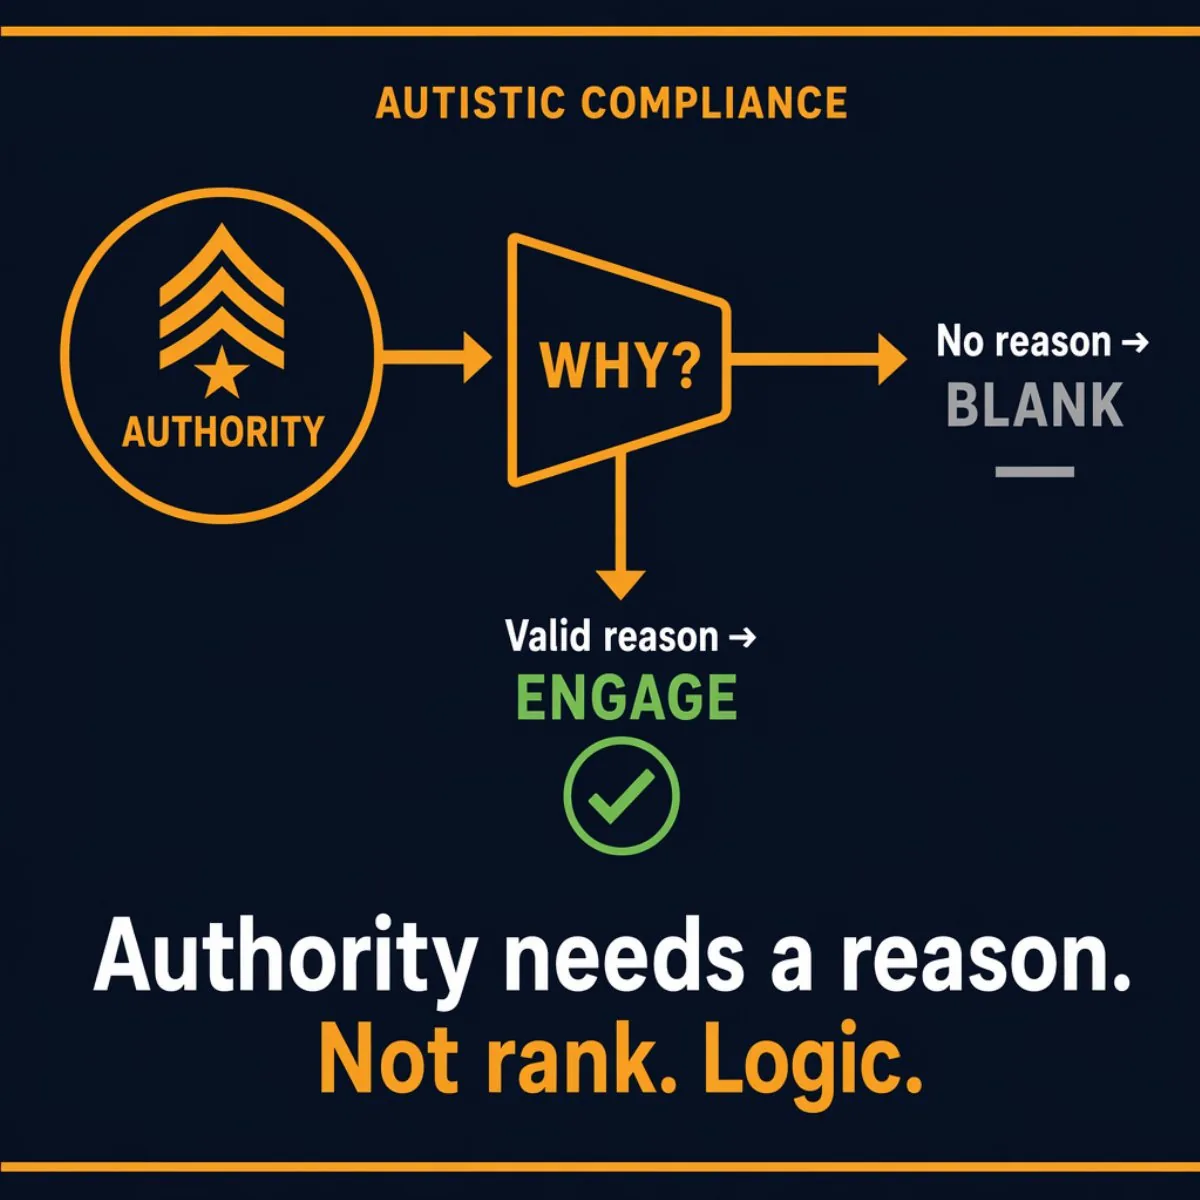 AUTISTIC COMPLIANCE
AUTHORITY
WHY?
No reason →
BLANK
Valid reason →
ENGAGE
Authority needs a reason.
Not rank. Logic.